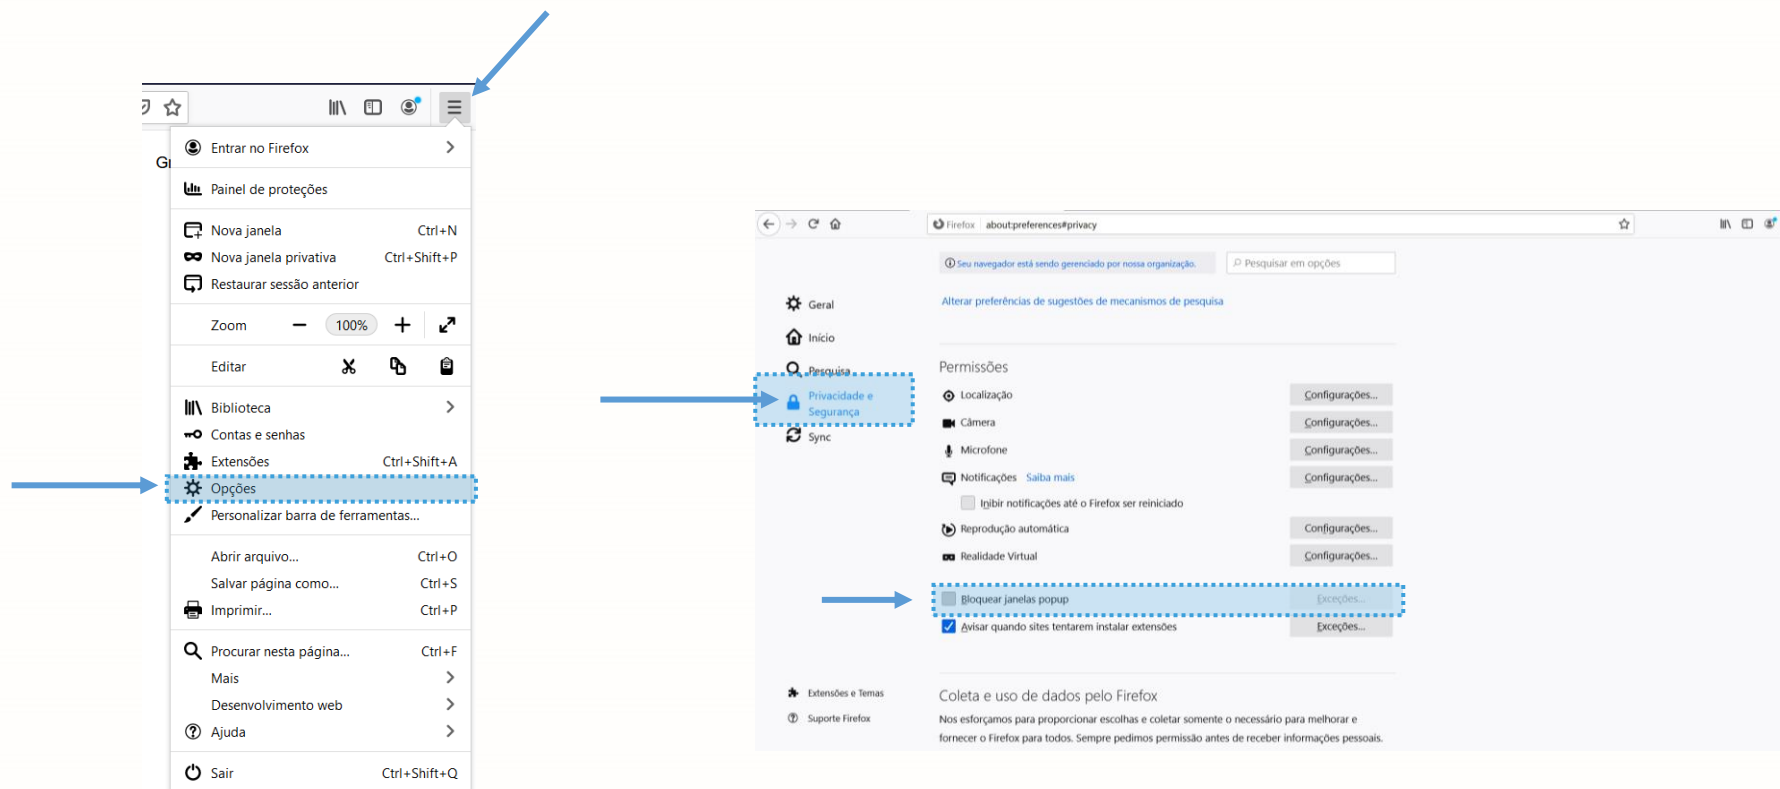 Gr
Entrar no Firefox
Painel de proteções
Nova janela Ctrl+N
Nova janela privativa Ctrl+Shift+P
Restaurar sessão anterior
Zoom 100%
Editar
Biblioteca
Contas e senhas
Extensões Ctrl+Shift+A
Opções
Personalizar barra de ferramentas...
Abrir arquivo... Ctrl+O
Salvar página como... Ctrl+S
Imprimir... Ctrl+P
Procurar nesta página... Ctrl+F
Mais
Desenvolvimento web
Ajuda
Sair Ctrl+Shift+Q
Firefox about:preferences#privacy
Seu navegador está sendo gerenciado por nossa organização. Pesquisar em opções
Geral
Início
Pesquisa
Privacidade e
Segurança
Sync
Extensões e Temas
Suporte Firefox
Alterar preferências de sugestões de mecanismos de pesquisa
Permissões
Localização Configurações...
Câmera Configurações...
Microfone Configurações...
Notificações Saiba mais Configurações...
Inibir notificações até o Firefox ser reiniciado
Reprodução automática Configurações...
Realidade Virtual Configurações...
Bloquear janelas popup Exceções...
Avisar quando sites tentarem instalar extensões Exceções...
Coleta e uso de dados pelo Firefox
Nos esforçamos para proporcionar escolhas e coletar somente o necessário para melhorar e
fornecer o Firefox para todos. Sempre pedimos permissão antes de receber informações pessoais.